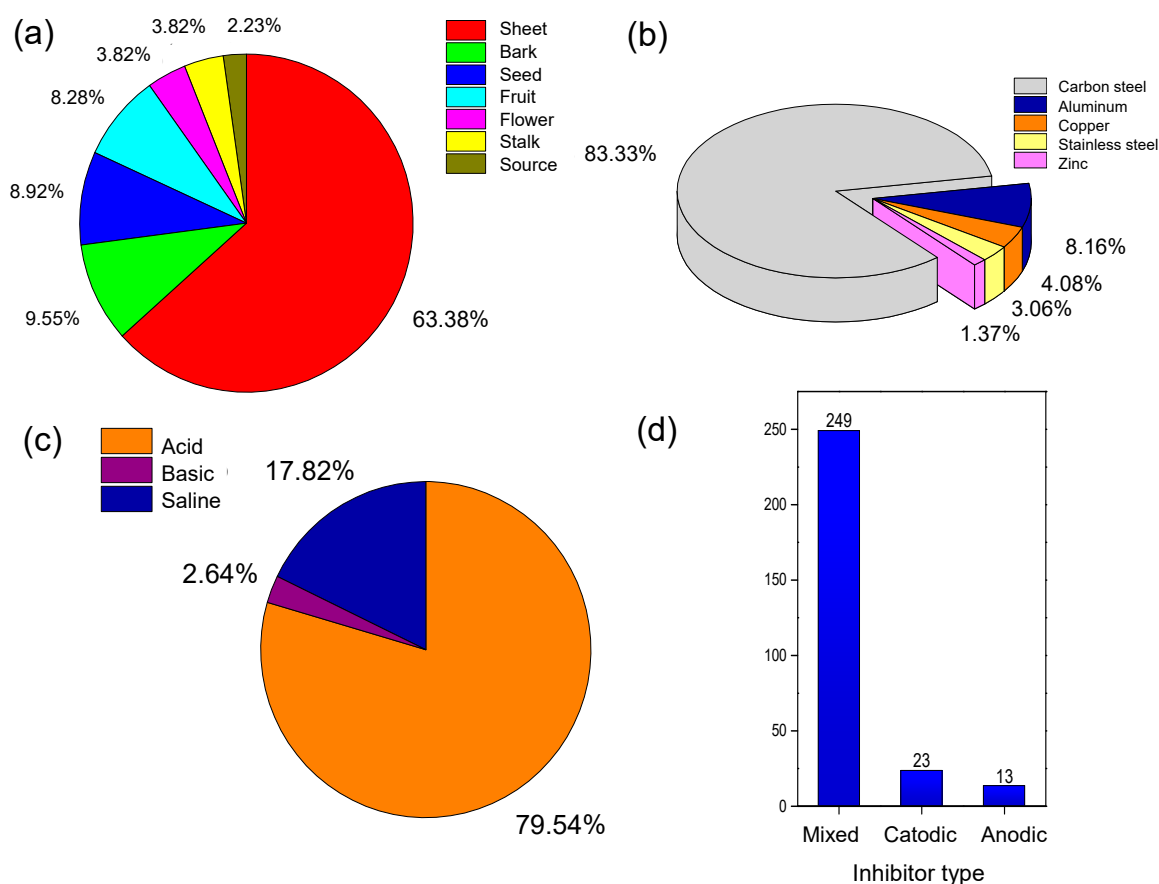 (a)
3.82%
2.23%
3.82%
8.28%
8.92%
9.55%
63.38%
Sheet
Bark
Seed
Fruit
Flower
Stalk
Source
(b)
83.33%
Carbon steel
Aluminum
Copper
Stainless steel
Zinc
8.16%
4.08%
3.06%
1.37%
(c)
Acid
Basic
Saline
17.82%
2.64%
79.54%
(d)
250
200
150
100
50
0
249
23
13
Mixed Catodic Anodic
Inhibitor type